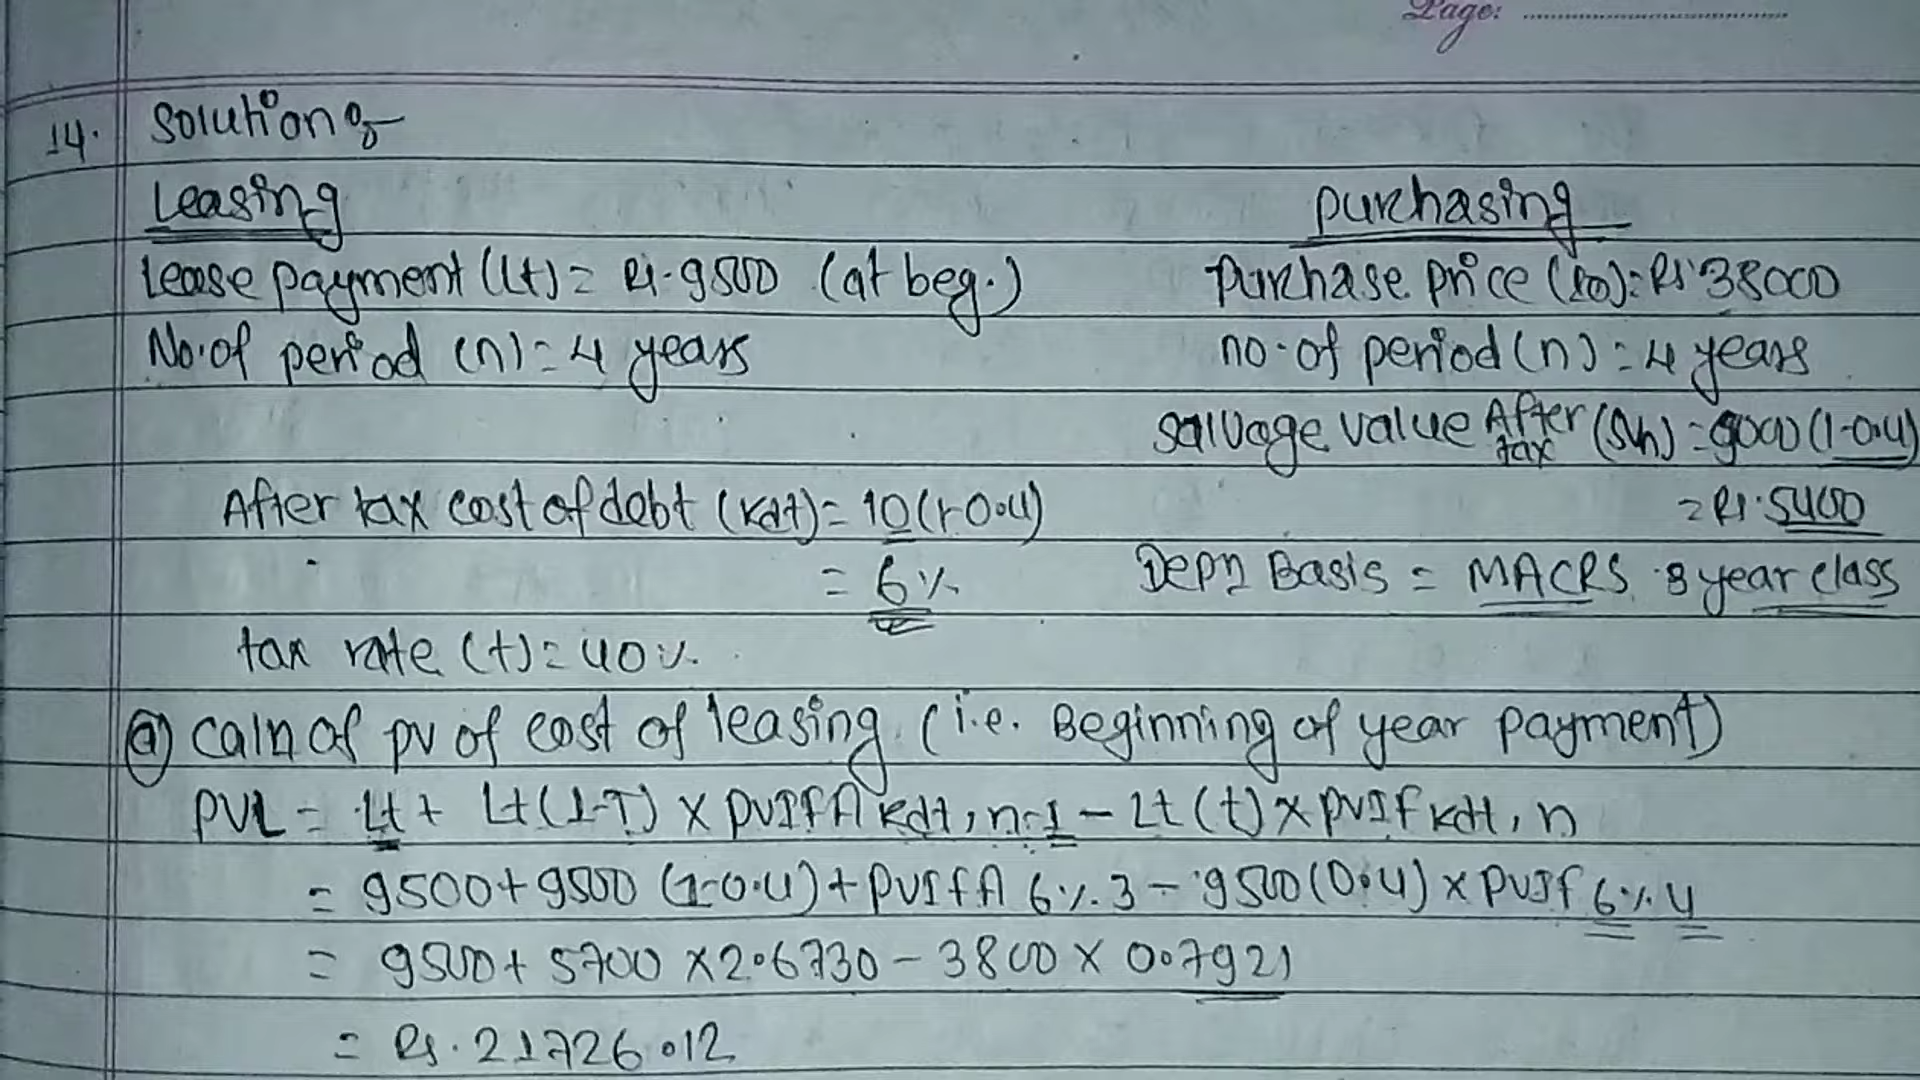 Page:
14. Solution :-
Leasing
Purchasing
Lease payment (Lt) = Rs. 9500 (at beg.)
Purchase price (P0) = Rs 38000
No. of period (n) = 4 years
no. of period (n) = 4 years
Salvage value After tax (Sn) = 9000 (1-0.4)
After tax cost of debt (Kdt) = 10 (1-0.4)
= Rs. 5400
= 6%
Depn Basis = MACRS 3 year class
tax rate (t) = 40%.
(a) Caln of pv of cost of leasing (i.e. Beginning of year payment)
PVL = Lt + Lt (1-T) x PVIFA Kdt, n-1 - Lt (t) x PVIF Kdt, n
= 9500 + 9500 (1-0.4) + PVIFA 6%. 3 - 9500 (0.4) x PVIF 6%. 4
= 9500 + 5700 x 2.6730 - 3800 x 0.7921
= Rs. 21726.12